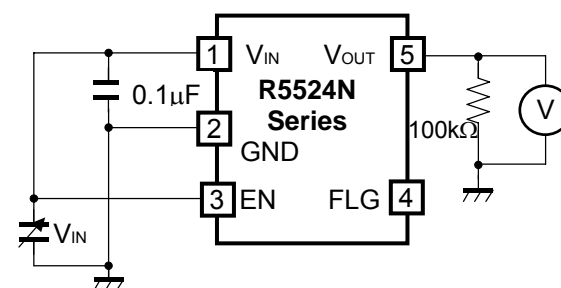 1 VIN VOUT 5
R5524N
Series
0.1μF
V
2
100kΩ
GND
3 EN FLG 4
VIN